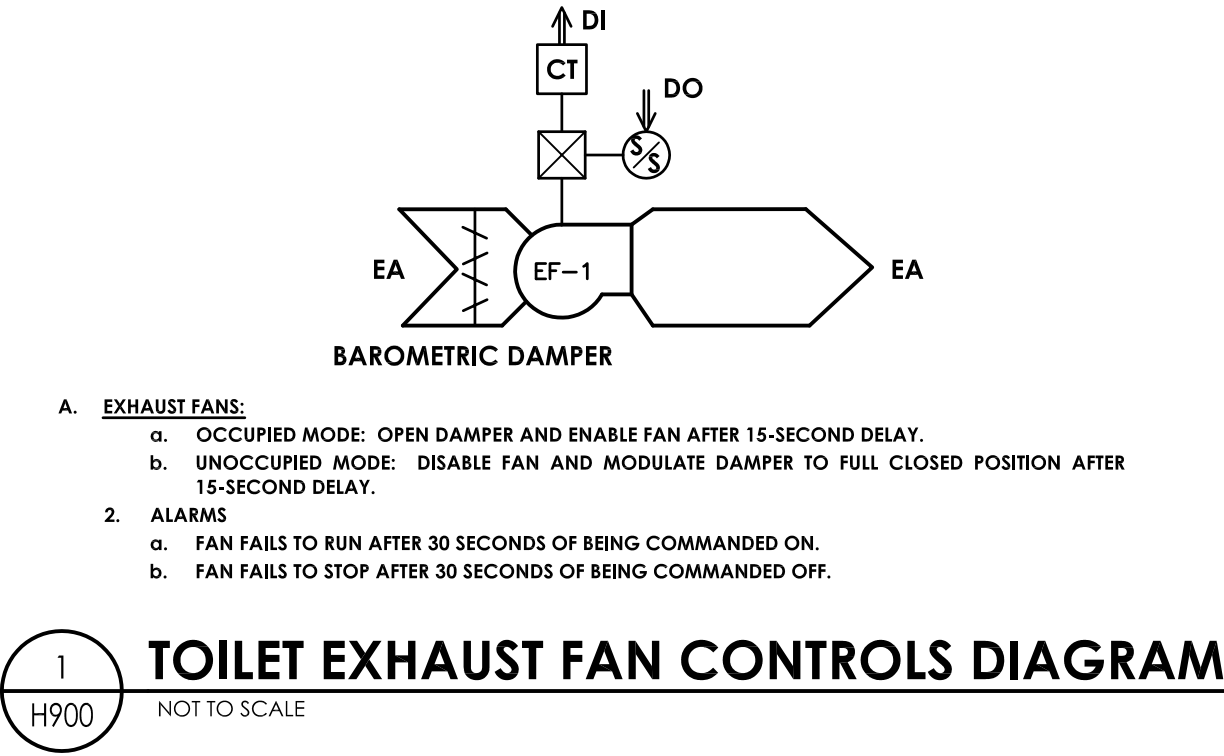 DI
CT
DO
S/S
EA
EF-1
EA
BAROMETRIC DAMPER
A. EXHAUST FANS:
a. OCCUPIED MODE: OPEN DAMPER AND ENABLE FAN AFTER 15-SECOND DELAY.
b. UNOCCUPIED MODE: DISABLE FAN AND MODULATE DAMPER TO FULL CLOSED POSITION AFTER
15-SECOND DELAY.
2. ALARMS
a. FAN FAILS TO RUN AFTER 30 SECONDS OF BEING COMMANDED ON.
b. FAN FAILS TO STOP AFTER 30 SECONDS OF BEING COMMANDED OFF.
1
H900
TOILET EXHAUST FAN CONTROLS DIAGRAM
NOT TO SCALE